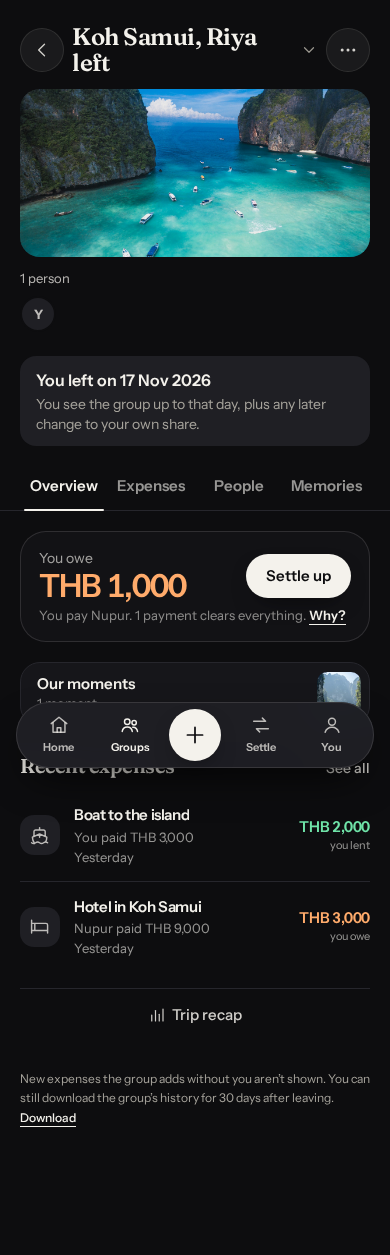 Koh Samui, Riya
left
1 person
Y
You left on 17 Nov 2026
You see the group up to that day, plus any later
change to your own share.
Overview Expenses People Memories
You owe
THB 1,000
Settle up
You pay Nupur. 1 payment clears everything. Why?
Our moments
1 moment
Home Groups Settle You
Recent expenses See all
Boat to the island
You paid THB 3,000
Yesterday
THB 2,000
you lent
Hotel in Koh Samui
Nupur paid THB 9,000
Yesterday
THB 3,000
you owe
Trip recap
New expenses the group adds without you aren't shown. You can
still download the group's history for 30 days after leaving.
Download